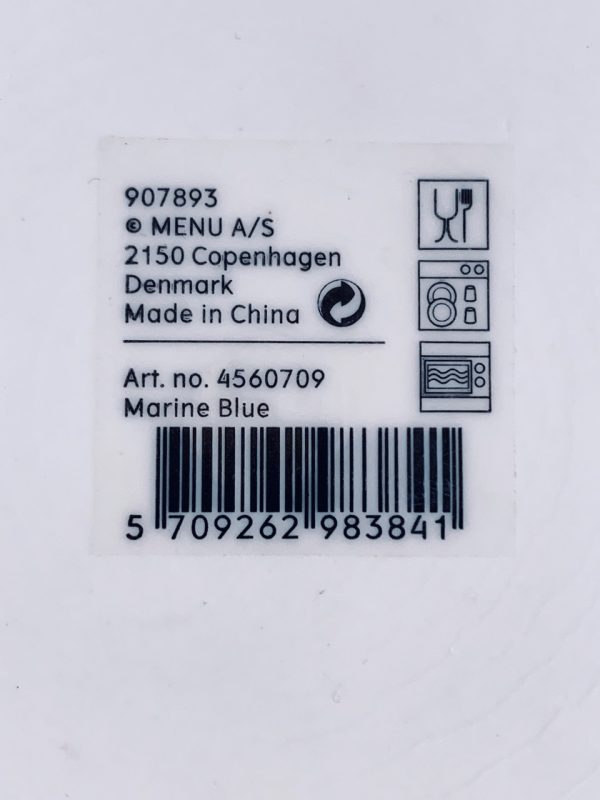 907893
© MENU A/S
2150 Copenhagen
Denmark
Made in China
Art. no. 4560709
Marine Blue
5 709262 983841